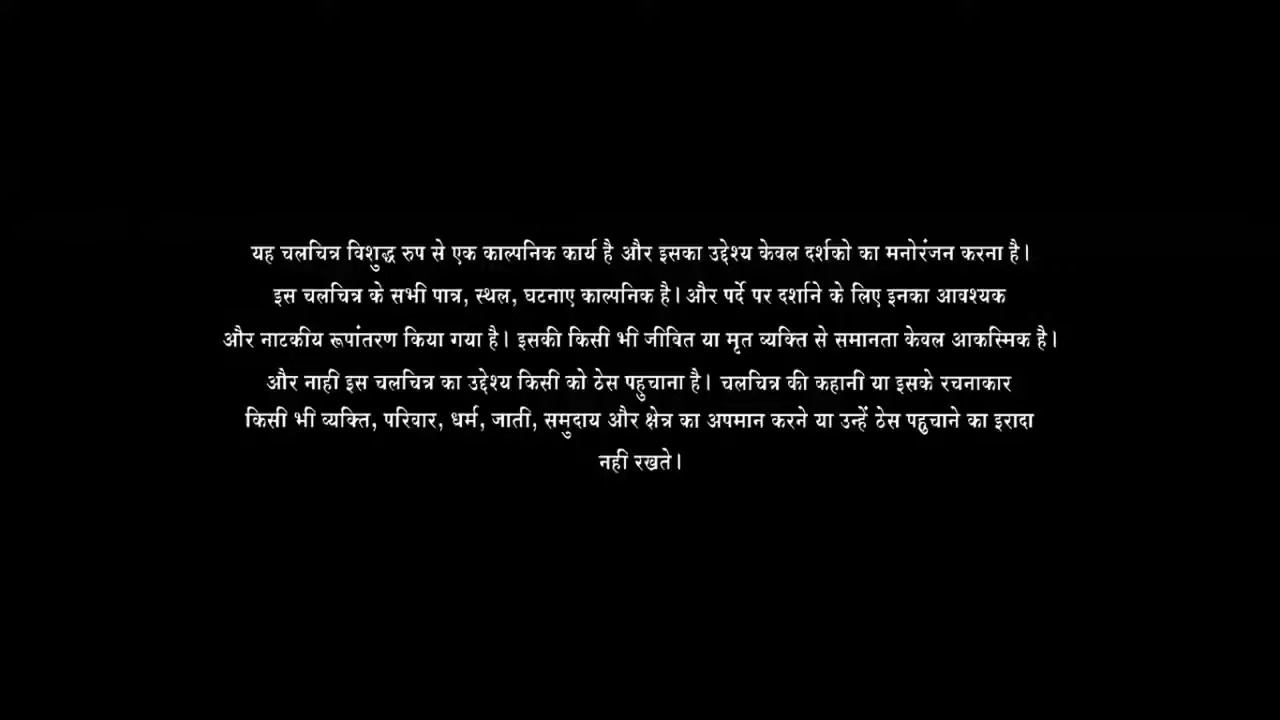 यह चलचित्र विशुद्ध रुप से एक काल्पनिक कार्य है और इसका उद्देश्य केवल दर्शको का मनोरंजन करना है।
इस चलचित्र के सभी पात्र, स्थल, घटनाए काल्पनिक है। और पर्दे पर दर्शाने के लिए इनका आवश्यक
और नाटकीय रूपांतरण किया गया है। इसकी किसी भी जीवित या मृत व्यक्ति से समानता केवल आकस्मिक है।
और नाही इस चलचित्र का उद्देश्य किसी को ठेस पहुचाना है। चलचित्र की कहानी या इसके रचनाकार
किसी भी व्यक्ति, परिवार, धर्म, जाती, समुदाय और क्षेत्र का अपमान करने या उन्हें ठेस पहुचाने का इरादा
नही रखते।